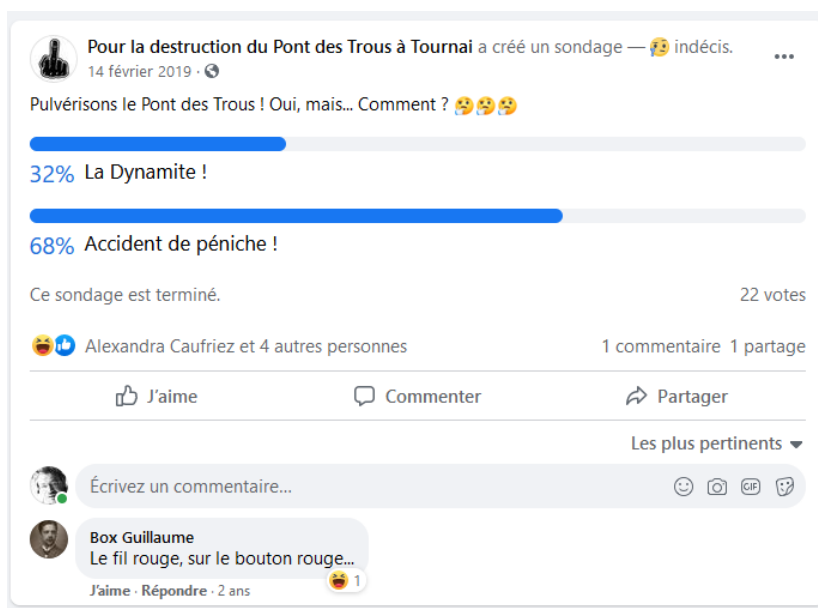 Pour la destruction du Pont des Trous à Tournai a créé un sondage — 🤔 indécis.
14 février 2019 ·
Pulvérisons le Pont des Trous ! Oui, mais... Comment ? 🤔🤔🤔
32% La Dynamite !
68% Accident de péniche !
Ce sondage est terminé. 22 votes
Alexandra Caufriez et 4 autres personnes 1 commentaire 1 partage
J'aime Commenter Partager
Les plus pertinents
Écrivez un commentaire... GIF
Box Guillaume
Le fil rouge, sur le bouton rouge...
1
J'aime · Répondre · 2 ans